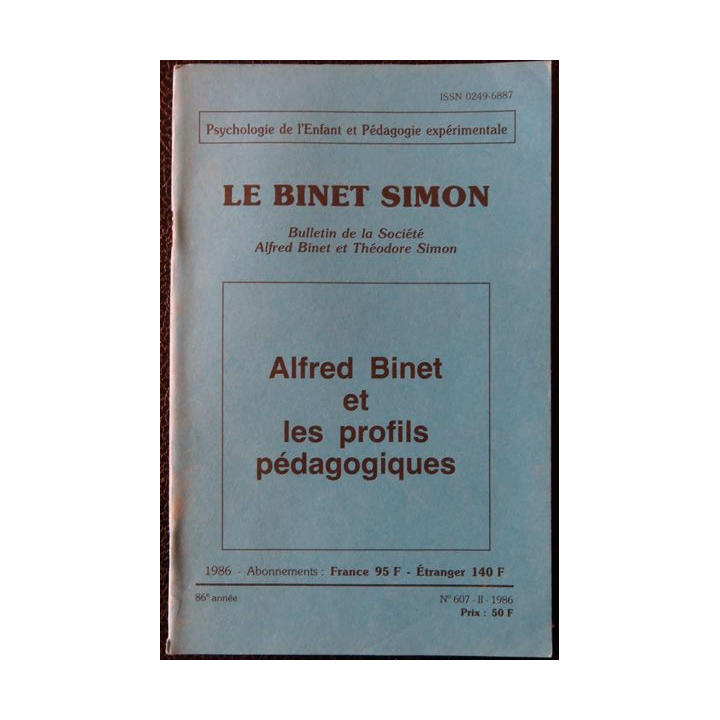 ISSN 0249-6887
Psychologie de l'Enfant et Pédagogie expérimentale
LE BINET SIMON
Bulletin de la Société
Alfred Binet et Théodore Simon
Alfred Binet
et
les profils
pédagogiques
1986 - Abonnements : France 95 F - Étranger 140 F
86e année
N° 607 - II - 1986
Prix : 50 F